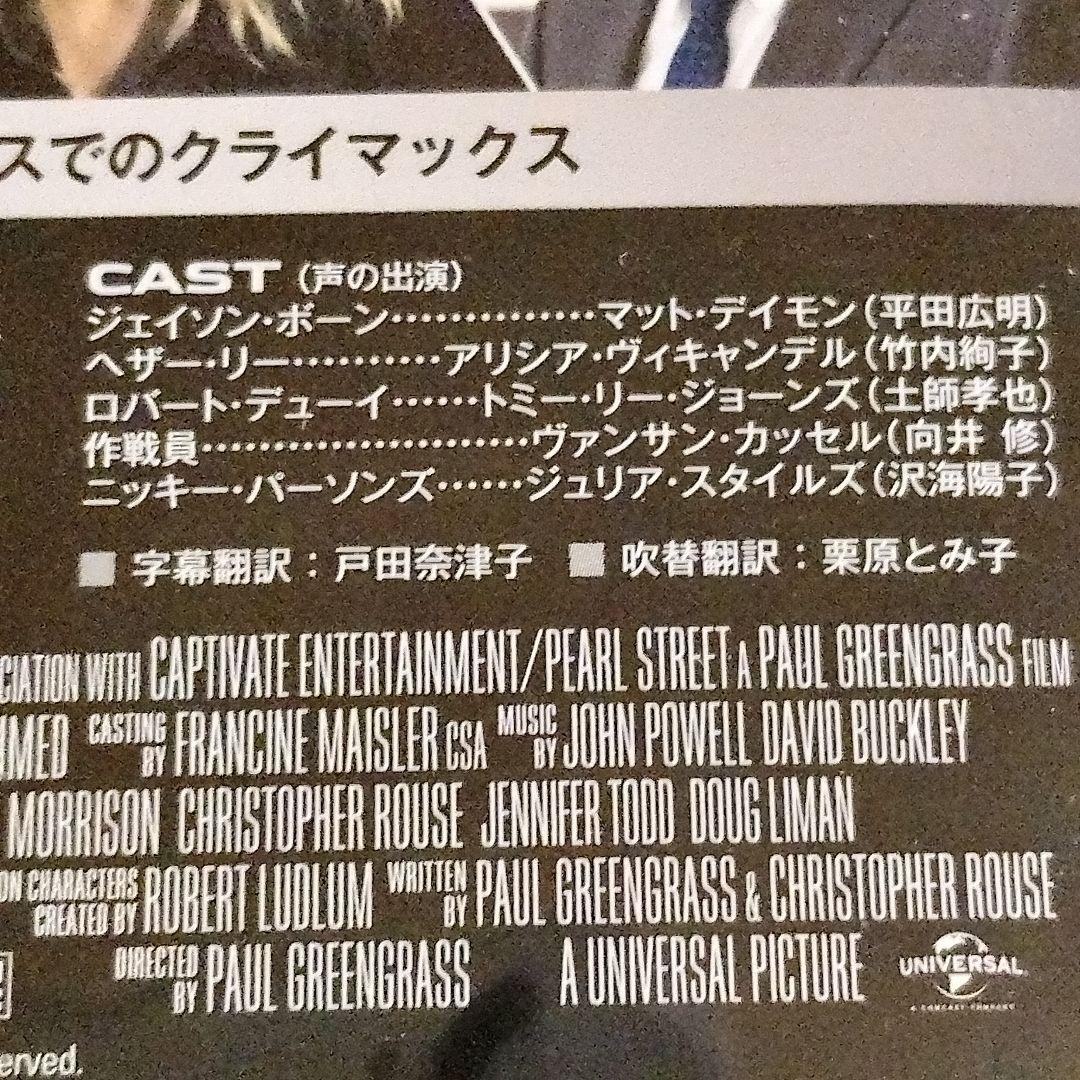 スでのクライマックス
CAST（声の出演）
ジェイソン・ボーン……………マット・デイモン（平田広明）
ヘザー・リー…………アリシア・ヴィキャンデル（竹内絢子）
ロバート・デューイ……トミー・リー・ジョーンズ（土師孝也）
作戦員……………………ヴァンサン・カッセル（向井 修）
ニッキー・パーソンズ……ジュリア・スタイルズ（沢海陽子）
■ 字幕翻訳：戸田奈津子 ■ 吹替翻訳：栗原とみ子
CIATION WITH CAPTIVATE ENTERTAINMENT/PEARL STREET A PAUL GREENGRASS FILM
MED CASTING BY FRANCINE MAISLER CSA MUSIC BY JOHN POWELL DAVID BUCKLEY
MORRISON CHRISTOPHER ROUSE JENNIFER TODD DOUG LIMAN
ON CHARACTERS CREATED BY ROBERT LUDLUM WRITTEN BY PAUL GREENGRASS & CHRISTOPHER ROUSE
DIRECTED BY PAUL GREENGRASS A UNIVERSAL PICTURE UNIVERSAL
A COMCAST COMPANY
erved.